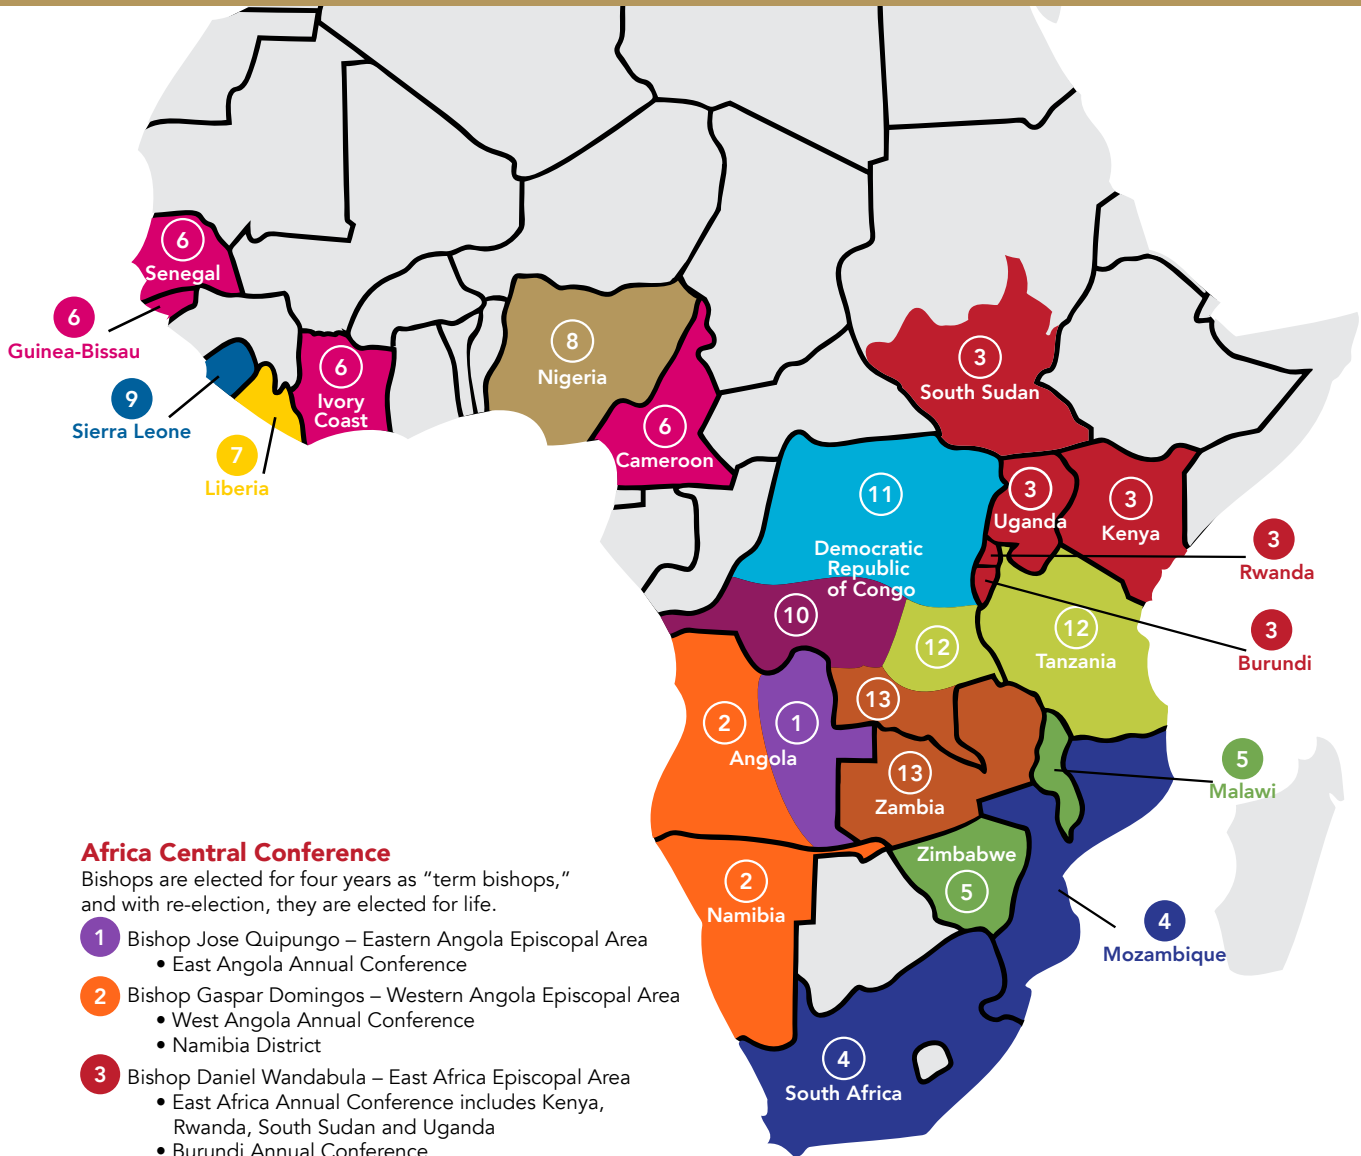 6
Senegal
6
Guinea-Bissau
9
Sierra Leone
7
Liberia
6
Ivory
Coast
8
Nigeria
6
Cameroon
3
South Sudan
3
Uganda
3
Kenya
3
Rwanda
3
Burundi
11
Democratic
Republic
of Congo
10
12
12
Tanzania
13
2
1
Angola
13
Zambia
5
Malawi
Zimbabwe
5
2
Namibia
4
Mozambique
4
South Africa
Africa Central Conference
Bishops are elected for four years as “term bishops,”
and with re-election, they are elected for life.
1 Bishop Jose Quipungo – Eastern Angola Episcopal Area
• East Angola Annual Conference
2 Bishop Gaspar Domingos – Western Angola Episcopal Area
• West Angola Annual Conference
• Namibia District
3 Bishop Daniel Wandabula – East Africa Episcopal Area
• East Africa Annual Conference includes Kenya,
Rwanda, South Sudan and Uganda
• Burundi Annual Conference